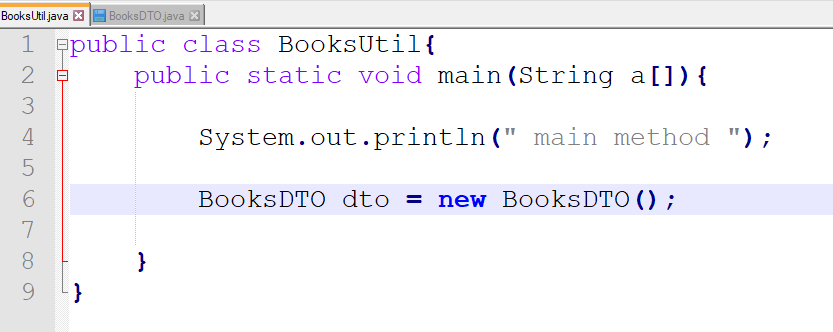 BooksUtil.java BooksDTO.java
1 public class BooksUtil{
2 public static void main(String a[]){
3
4 System.out.println(" main method ");
5
6 BooksDTO dto = new BooksDTO();
7
8 }
9 }